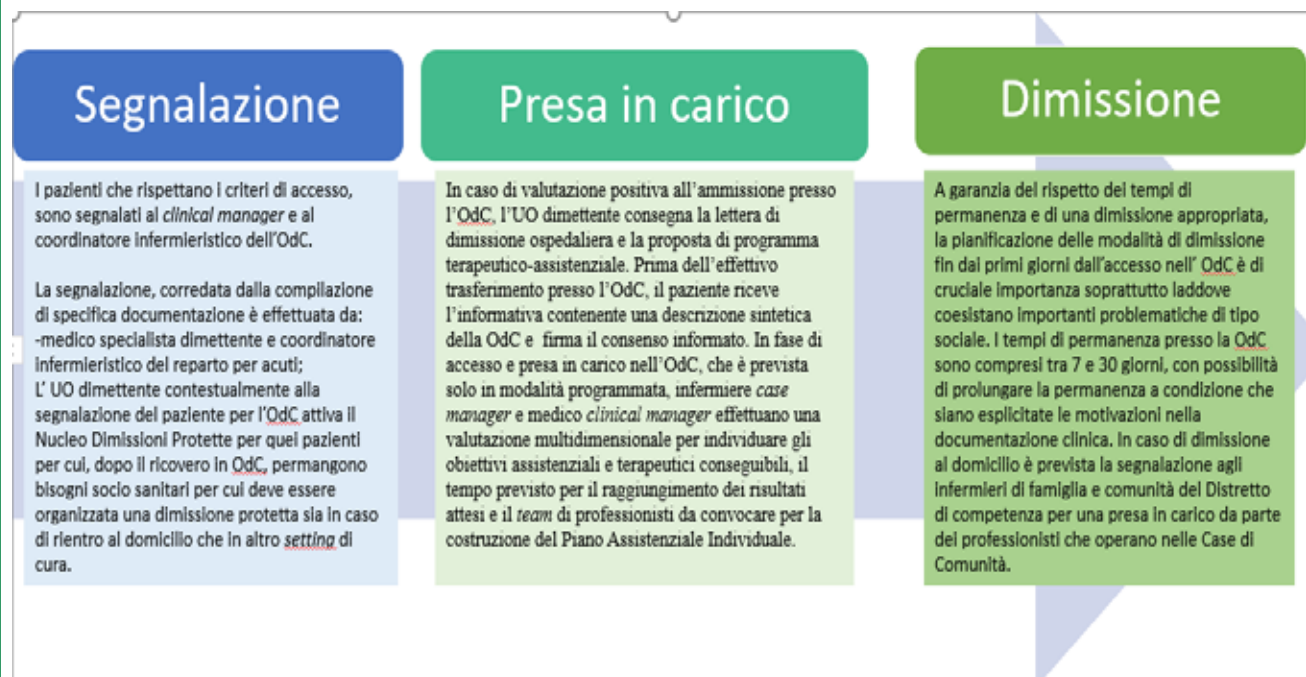 Segnalazione
I pazienti che rispettano i criteri di accesso,
sono segnalati al clinical manager e al
coordinatore infermieristico dell'OdC.
La segnalazione, corredata dalla compilazione
di specifica documentazione è effettuata da:
-medico specialista dimettente e coordinatore
infermieristico del reparto per acuti;
L' UO dimettente contestualmente alla
segnalazione del paziente per l'OdC attiva il
Nucleo Dimissioni Protette per quei pazienti
per cui, dopo il ricovero in OdC, permangono
bisogni socio sanitari per cui deve essere
organizzata una dimissione protetta sia in caso
di rientro al domicilio che in altro setting di
cura.
Presa in carico
In caso di valutazione positiva all'ammissione presso
l'OdC, l'UO dimettente consegna la lettera di
dimissione ospedaliera e la proposta di programma
terapeutico-assistenziale. Prima dell'effettivo
trasferimento presso l'OdC, il paziente riceve
l'informativa contenente una descrizione sintetica
della OdC e firma il consenso informato. In fase di
accesso e presa in carico nell'OdC, che è prevista
solo in modalità programmata, infermiere case
manager e medico clinical manager effettuano una
valutazione multidimensionale per individuare gli
obiettivi assistenziali e terapeutici conseguibili, il
tempo previsto per il raggiungimento dei risultati
attesi e il team di professionisti da convocare per la
costruzione del Piano Assistenziale Individuale.
Dimissione
A garanzia del rispetto dei tempi di
permanenza e di una dimissione appropriata,
la pianificazione delle modalità di dimissione
fin dai primi giorni dall'accesso nell' OdC è di
cruciale importanza soprattutto laddove
coesistano importanti problematiche di tipo
sociale. I tempi di permanenza presso la OdC
sono compresi tra 7 e 30 giorni, con possibilità
di prolungare la permanenza a condizione che
siano esplicitate le motivazioni nella
documentazione clinica. In caso di dimissione
al domicilio è prevista la segnalazione agli
infermieri di famiglia e comunità del Distretto
di competenza per una presa in carico da parte
dei professionisti che operano nelle Case di
Comunità.